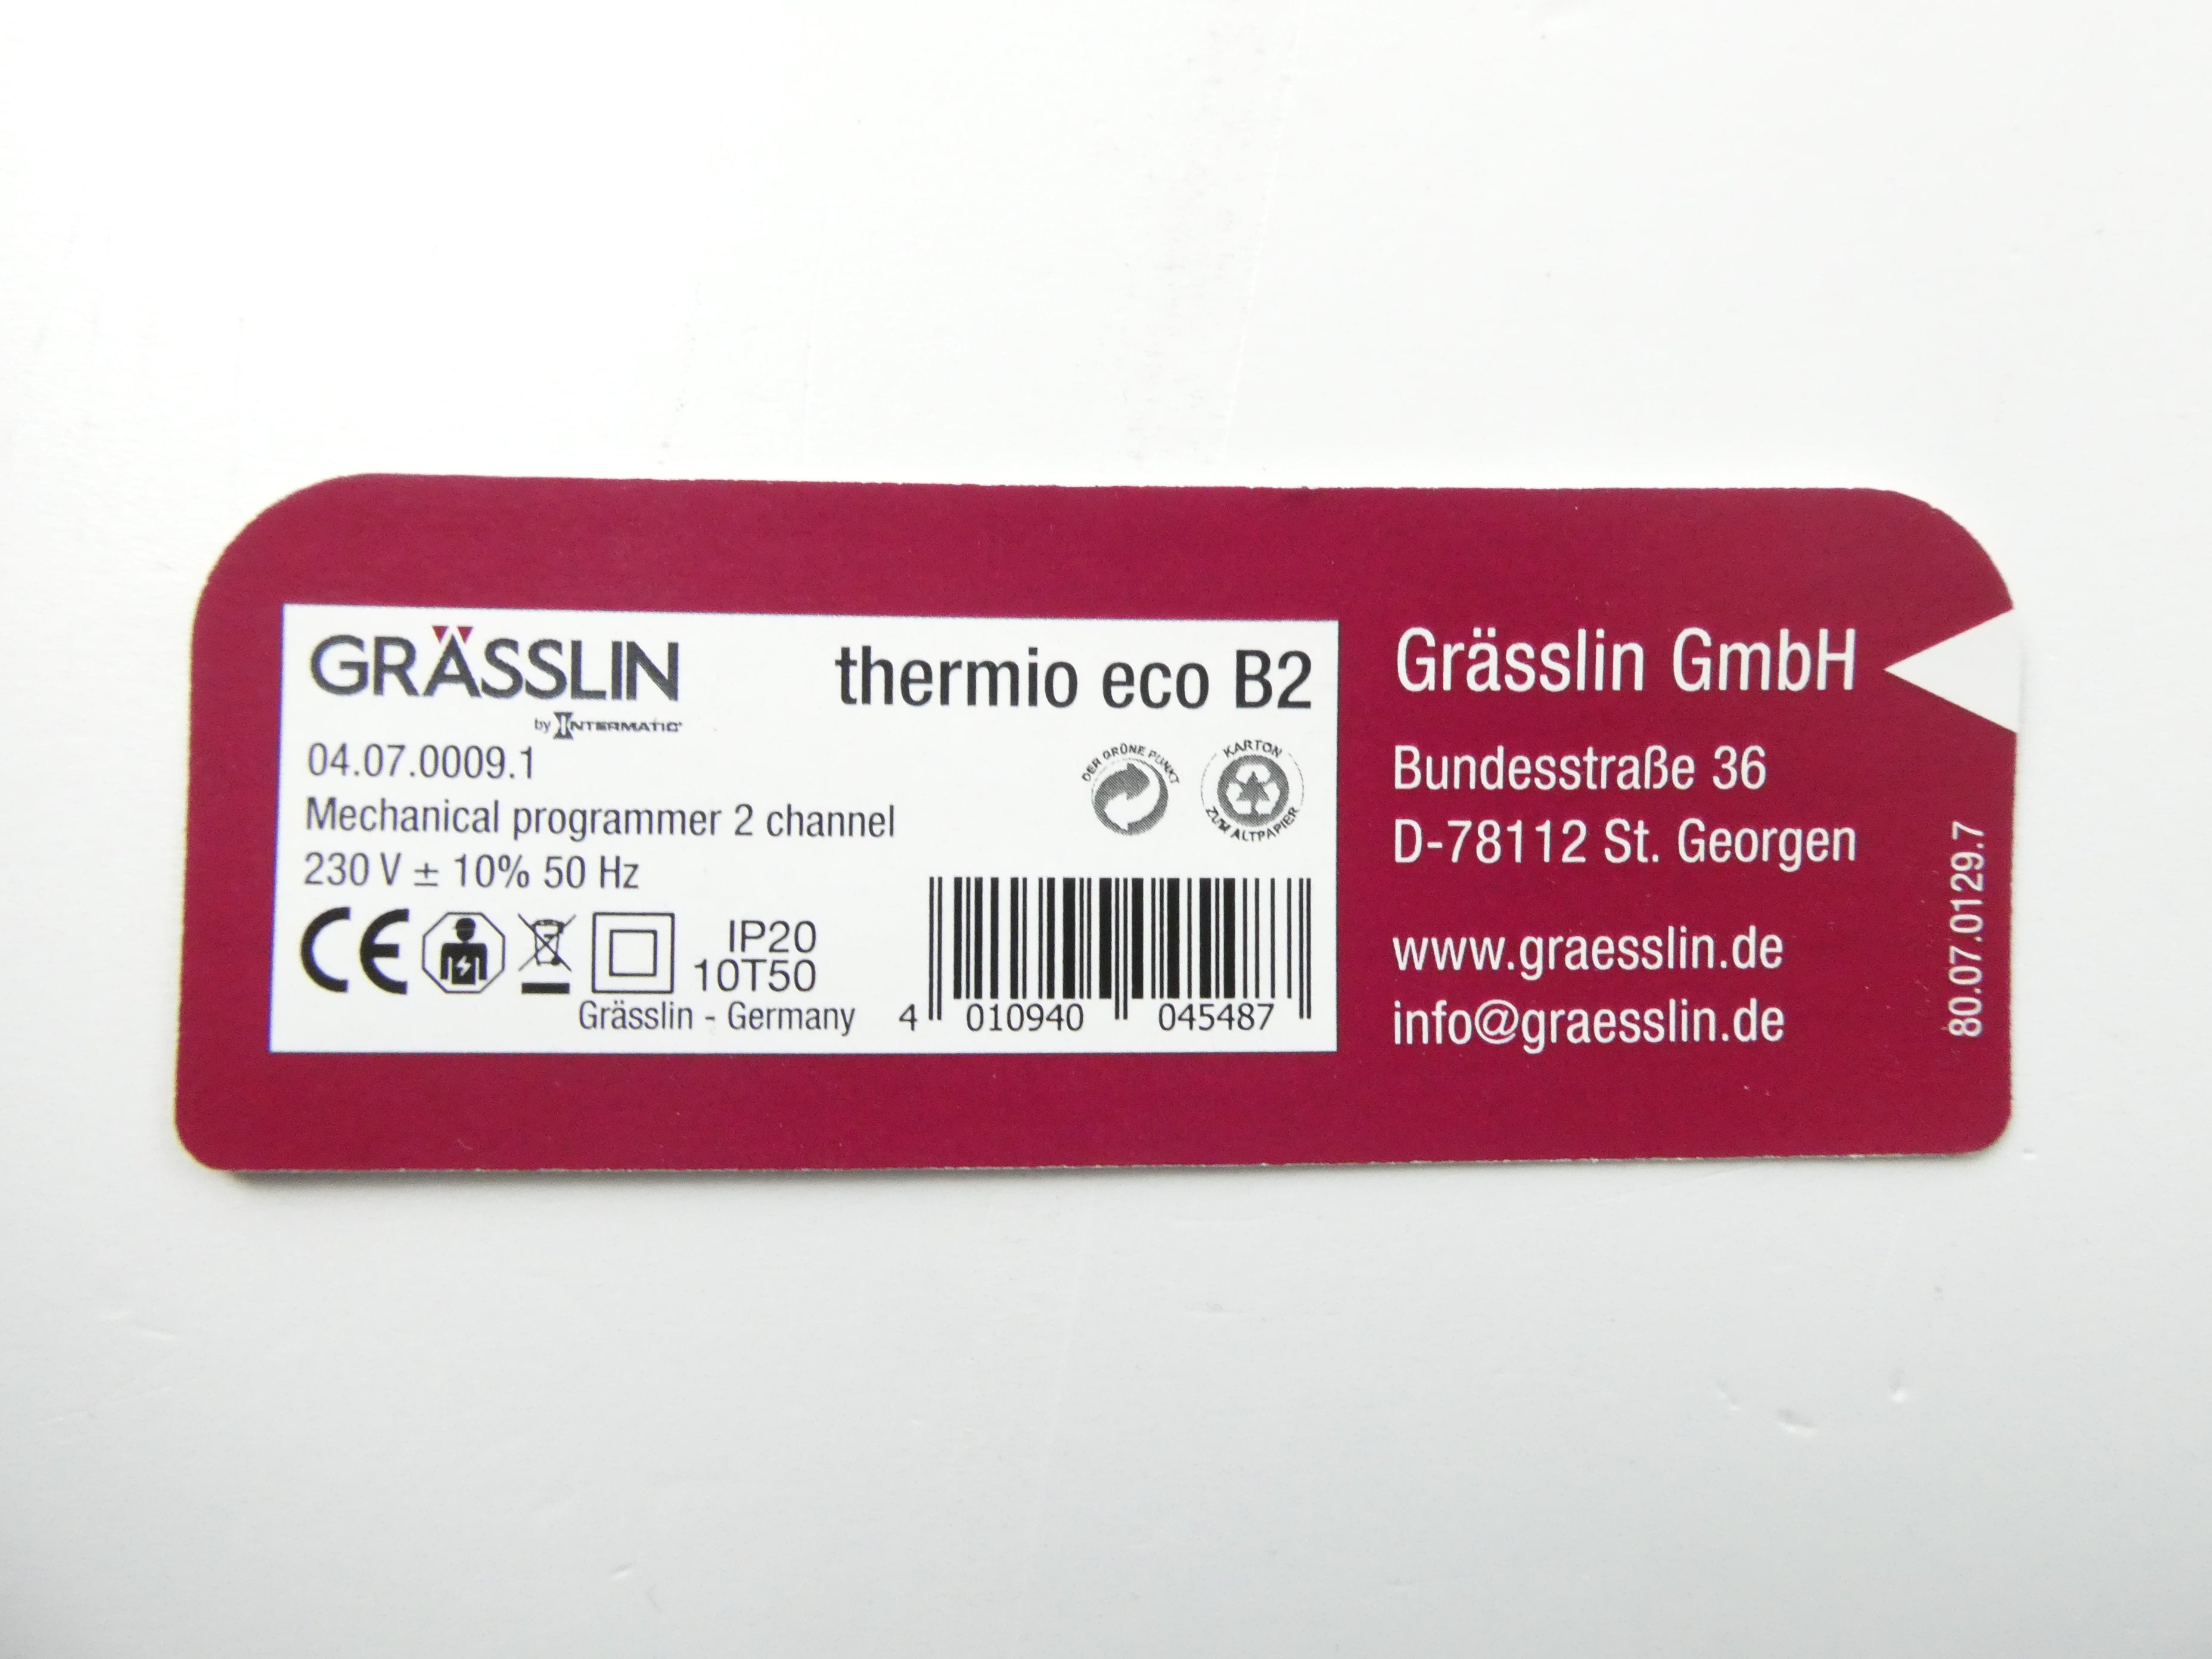 GRÄSSLIN
by INTERMATIC
thermio eco B2
04.07.0009.1
Mechanical programmer 2 channel
230 V ± 10% 50 Hz
DER GRÜNE PUNKT
KARTON
ZUM ALTPAPIER
CE
IP20
10T50
Grässlin - Germany
4 010940 045487
Grässlin GmbH
Bundesstraße 36
D-78112 St. Georgen
www.graesslin.de
info@graesslin.de
80.07.0129.7